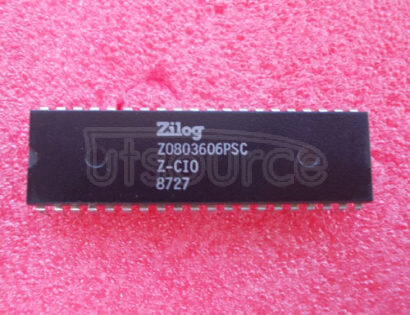 Zilog
Z0803606PSC
Z-CIO
8727
utsource